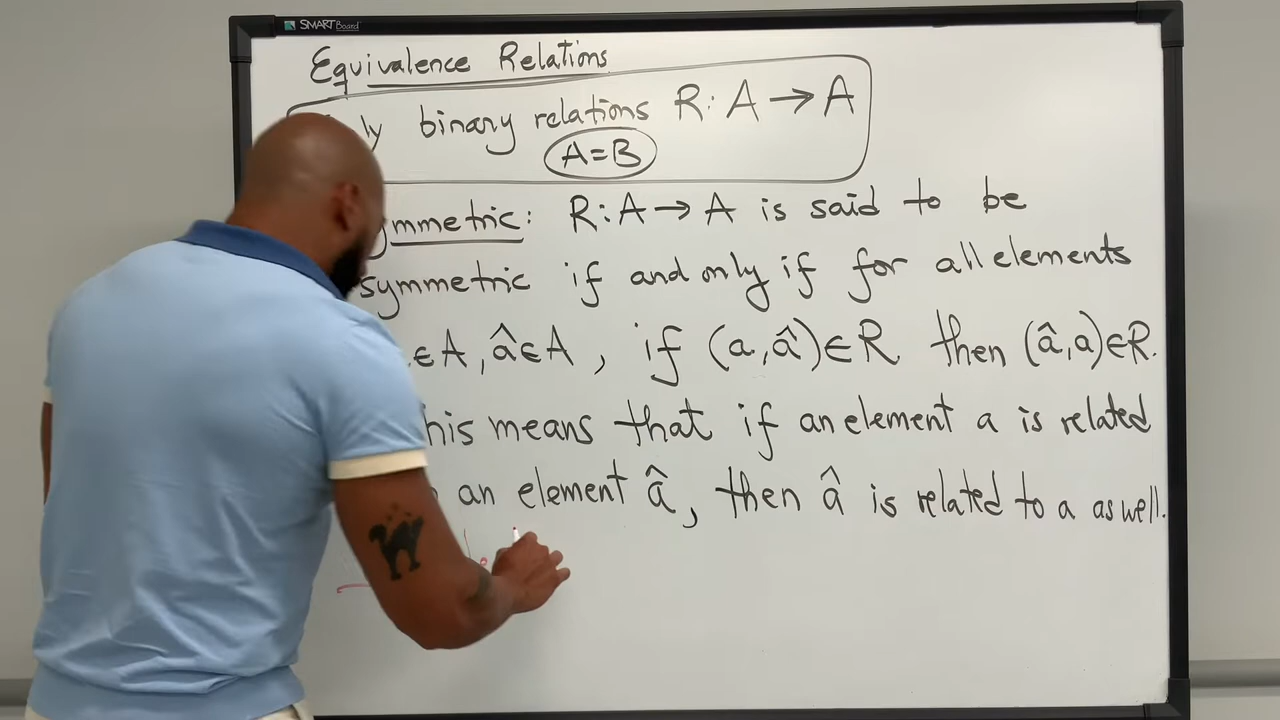 SMART Board
Equivalence Relations
binary relations R: A → A
A=B
mmetric: R: A → A is said to be
symmetric if and only if for all elements
∈A, â∈A, if (a, â)∈R then (â, a)∈R.
his means that if an element a is related
an element â, then â is related to a as well.